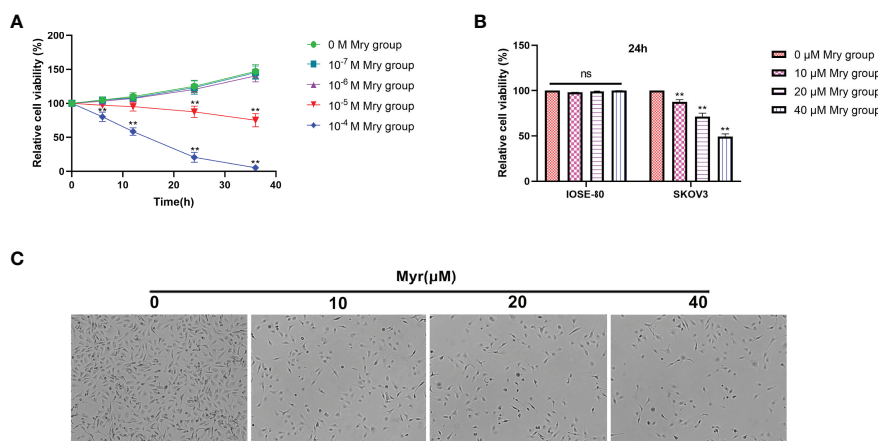 A
Relative cell viability (%)
200
150
100
50
0
0
10
20
30
40
Time(h)
**
**
**
**
**
**
**
0 M Mry group
10⁻⁷ M Mry group
10⁻⁶ M Mry group
10⁻⁵ M Mry group
10⁻⁴ M Mry group
B
24h
Relative cell viability (%)
150
100
50
0
ns
**
**
**
IOSE-80
SKOV3
0 μM Mry group
10 μM Mry group
20 μM Mry group
40 μM Mry group
C
Myr(μM)
0
10
20
40